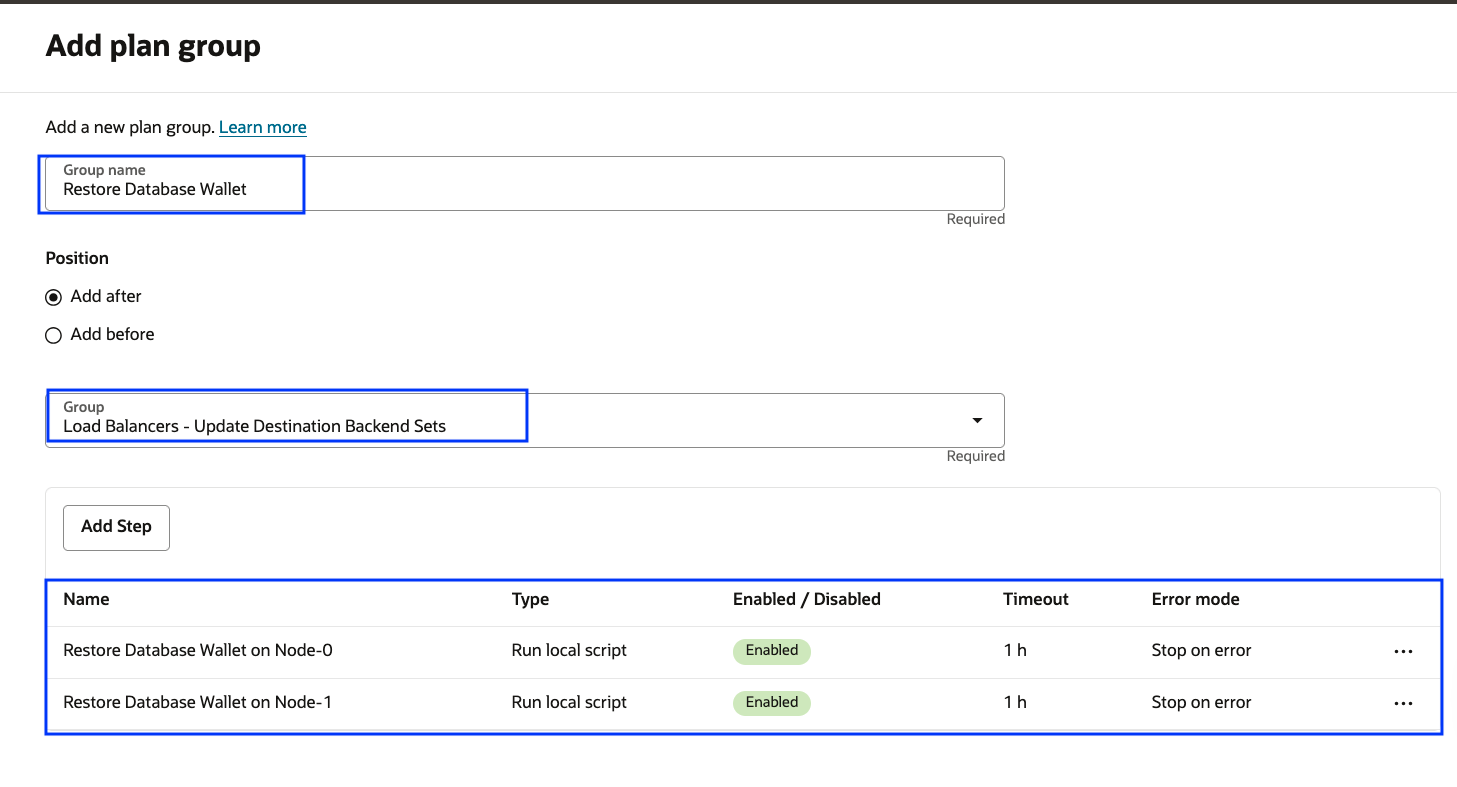 Add plan group
Add a new plan group. Learn more
Group name
Restore Database Wallet
Required
Position
Add after
Add before
Group
Load Balancers - Update Destination Backend Sets
Required
Add Step
Name Type Enabled / Disabled Timeout Error mode
Restore Database Wallet on Node-0 Run local script Enabled 1 h Stop on error
Restore Database Wallet on Node-1 Run local script Enabled 1 h Stop on error